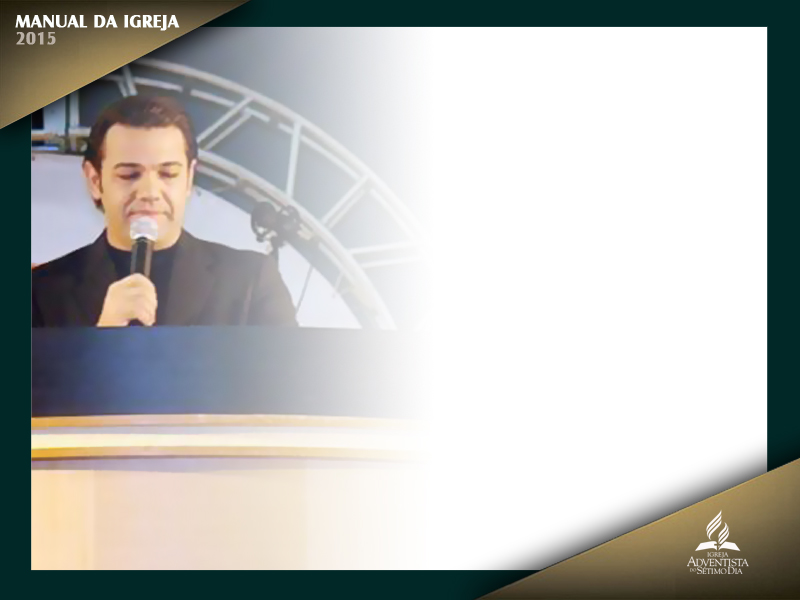 MANUAL DA IGREJA
2015
IGREJA
ADVENTISTA
DO SÉTIMO DIA